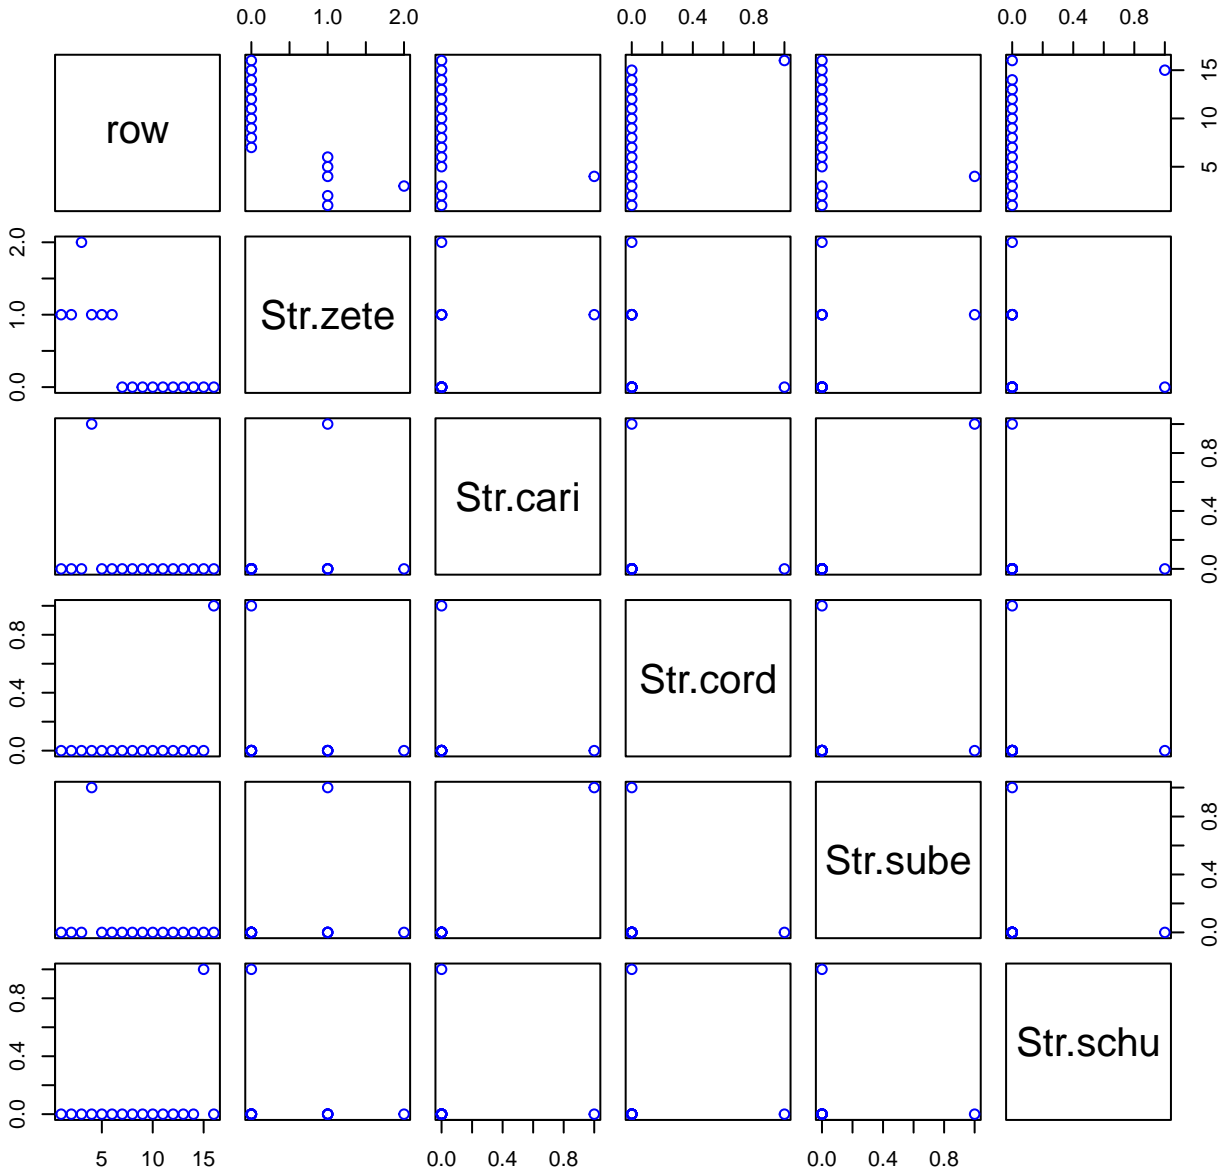 0.0 1.0 2.0 0.0 0.4 0.8 0.0 0.4 0.8
row 5 10 15
0.0 1.0 2.0 Str.zete
Str.cari 0.0 0.4 0.8
0.0 0.4 0.8 Str.cord
Str.sube 0.0 0.4 0.8
0.0 0.4 0.8 Str.schu
5 10 15 0.0 0.4 0.8 0.0 0.4 0.8